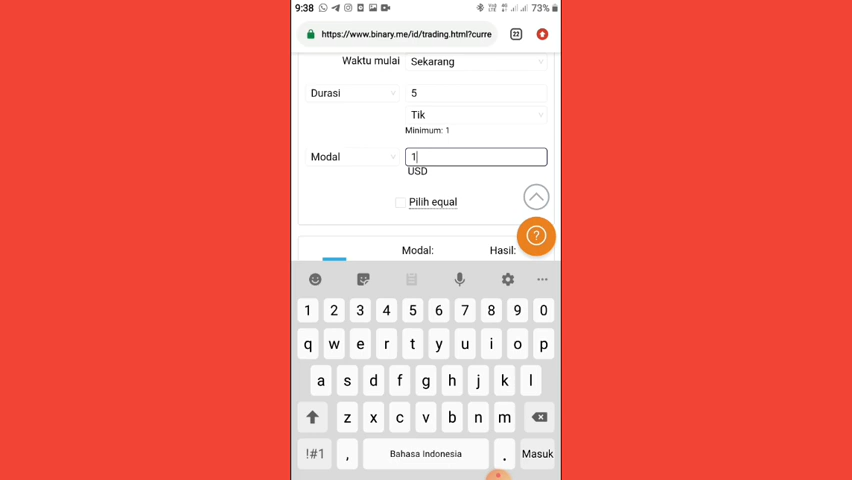 9:38 73%
https://www.binary.me/id/trading.html?curre 22
Waktu mulai Sekarang
Durasi 5
Tik
Minimum: 1
Modal 1
USD
Pilih equal
?
Modal: Hasil:
1 2 3 4 5 6 7 8 9 0
q w e r t y u i o p
a s d f g h j k l
z x c v b n m
!#1 , Bahasa Indonesia . Masuk